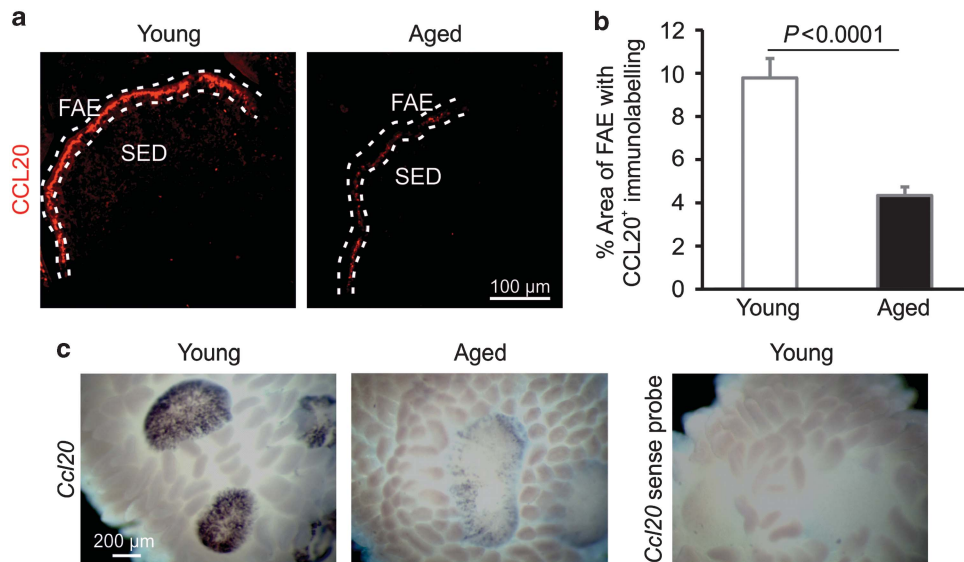 a
Young
Aged
CCL20
FAE
SED
FAE
SED
100 µm
b
P<0.0001
% Area of FAE with
CCL20⁺ immunolabelling
12
10
8
6
4
2
0
Young
Aged
c
Young
Aged
Young
Ccl20
200 µm
Ccl20 sense probe